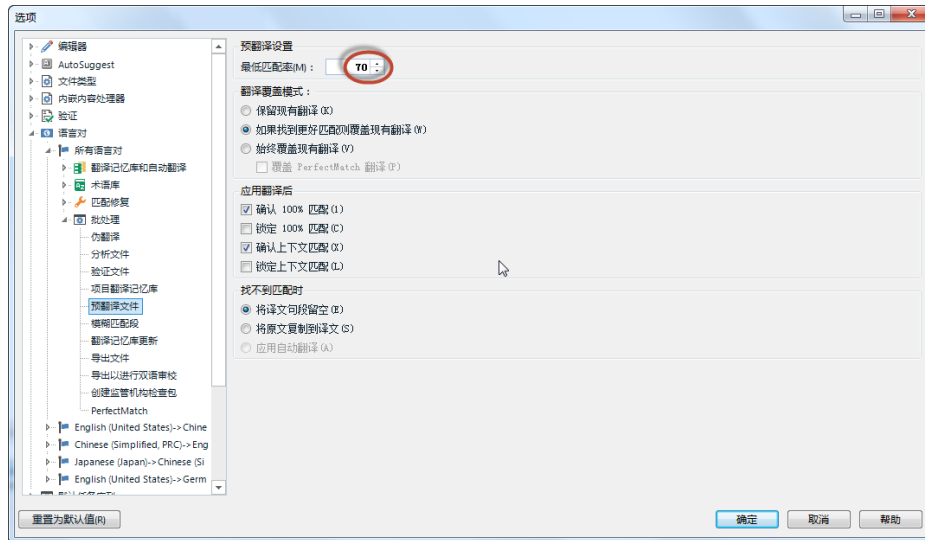 选项
编辑器
AutoSuggest
文件类型
内嵌内容处理器
验证
语言对
所有语言对
翻译记忆库和自动翻译
术语库
匹配修复
批处理
伪翻译
分析文件
验证文件
项目翻译记忆库
预翻译文件
模糊匹配段
翻译记忆库更新
导出文件
导出以进行双语审校
创建监管机构检查包
PerfectMatch
English (United States)->Chine
Chinese (Simplified, PRC)->Eng
Japanese (Japan)->Chinese (Si
English (United States)->Germ
预翻译设置
最低匹配率(M)： 70
翻译覆盖模式：
保留现有翻译(K)
如果找到更好匹配则覆盖现有翻译(W)
始终覆盖现有翻译(V)
覆盖 PerfectMatch 翻译(P)
应用翻译后
确认 100% 匹配(1)
锁定 100% 匹配(C)
确认上下文匹配(X)
锁定上下文匹配(L)
找不到匹配时
将译文句段留空(E)
将原文复制到译文(S)
应用自动翻译(A)
重置为默认值(R)
确定
取消
帮助